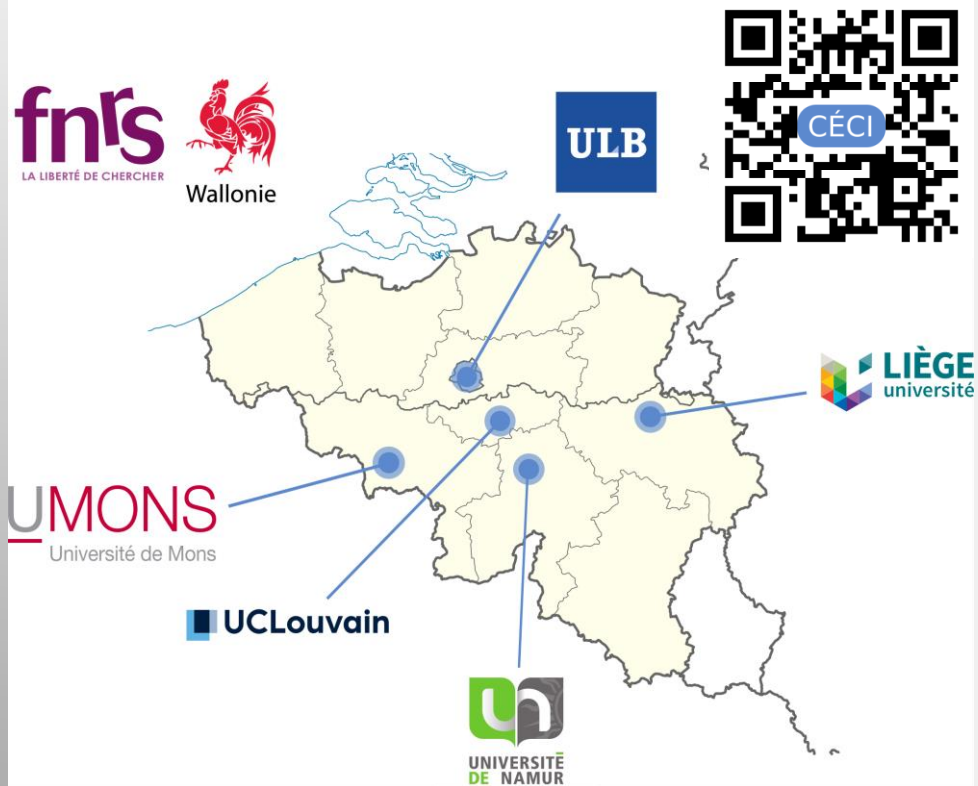 fnrs
LA LIBERTÉ DE CHERCHER
Wallonie
ULB
CÉCI
LIÈGE
université
UMONS
Université de Mons
UCLouvain
UNIVERSITÉ
DE NAMUR